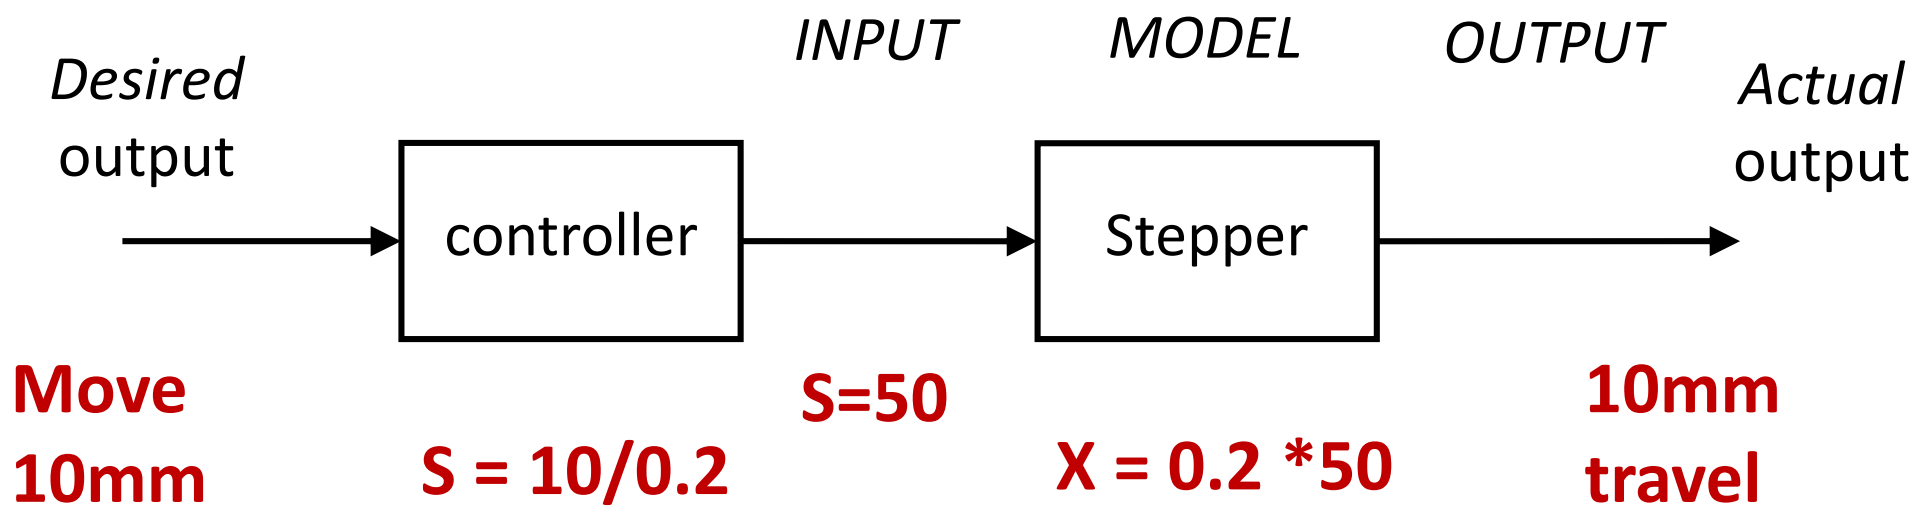 Desired
output
controller
INPUT
MODEL
Stepper
OUTPUT
Actual
output
Move
10mm
S = 10/0.2
S=50
X = 0.2 *50
10mm
travel